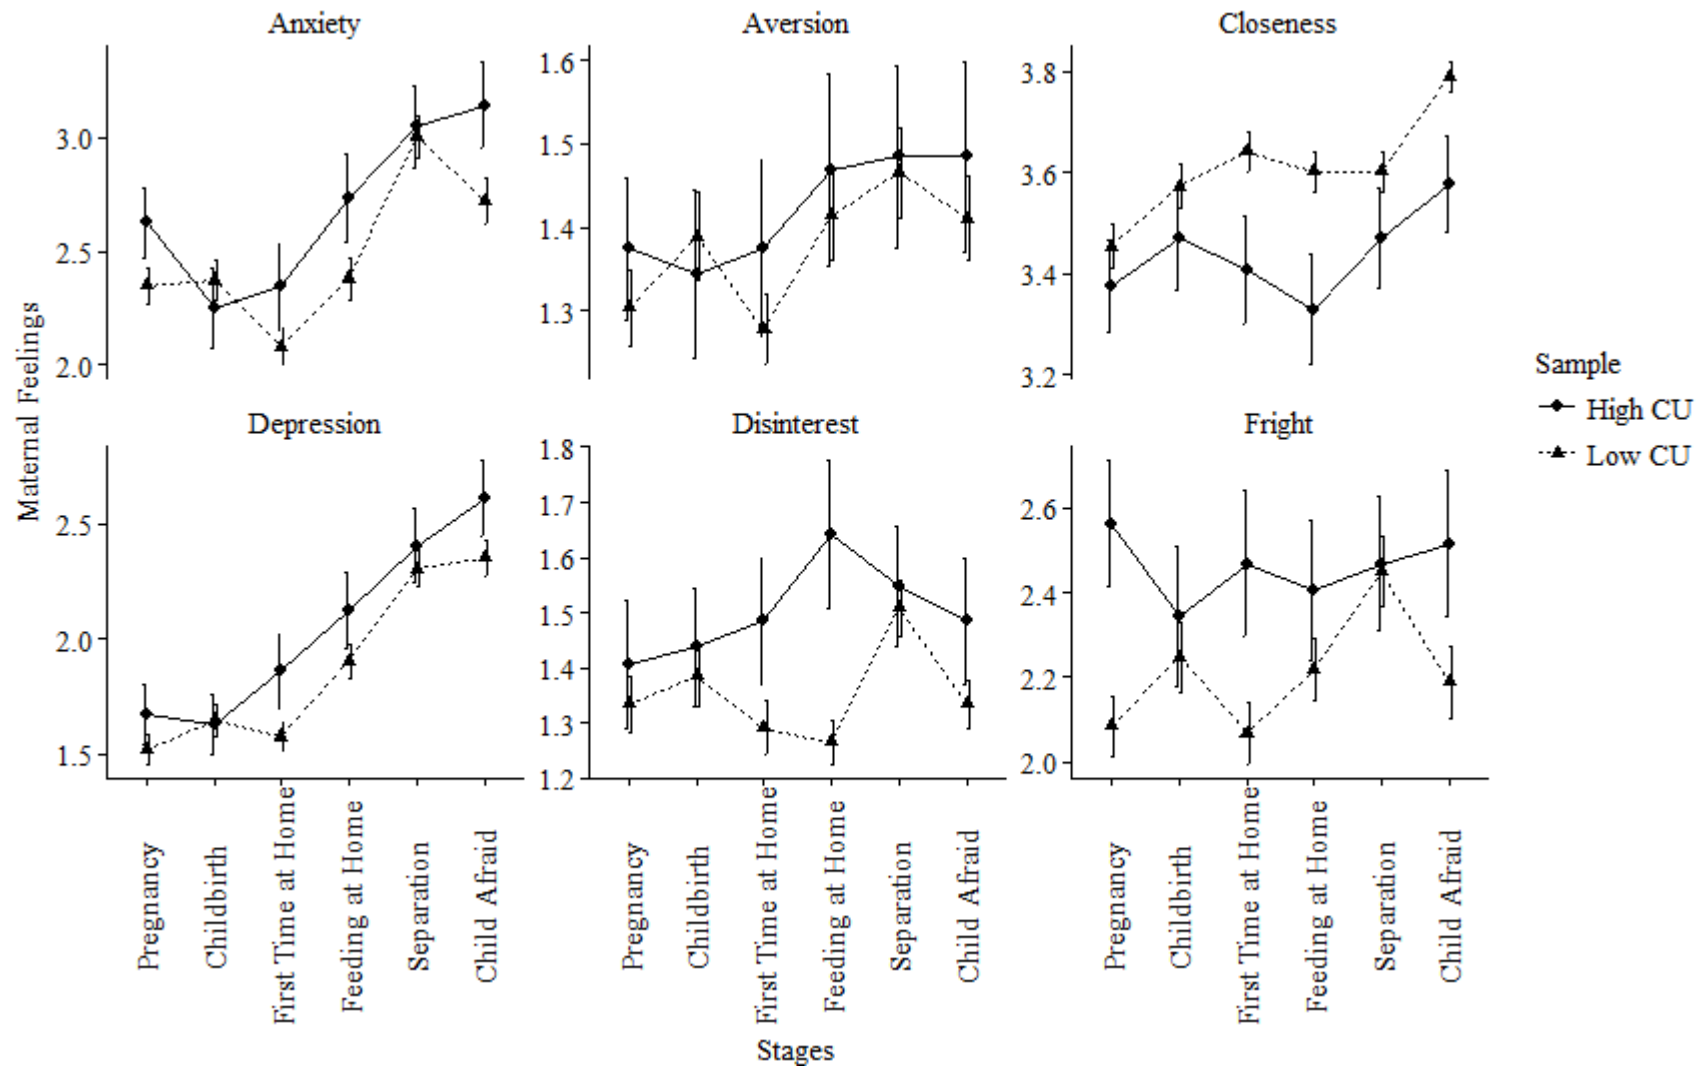 Anxiety
Aversion
Closeness
3.0
2.5
2.0
1.6
1.5
1.4
1.3
3.8
3.6
3.4
3.2
Maternal Feelings
Sample
High CU
Low CU
Depression
Disinterest
Fright
2.5
2.0
1.5
1.8
1.7
1.6
1.5
1.4
1.3
1.2
2.6
2.4
2.2
2.0
Pregnancy
Childbirth
First Time at Home
Feeding at Home
Separation
Child Afraid
Pregnancy
Childbirth
First Time at Home
Feeding at Home
Separation
Child Afraid
Pregnancy
Childbirth
First Time at Home
Feeding at Home
Separation
Child Afraid
Stages